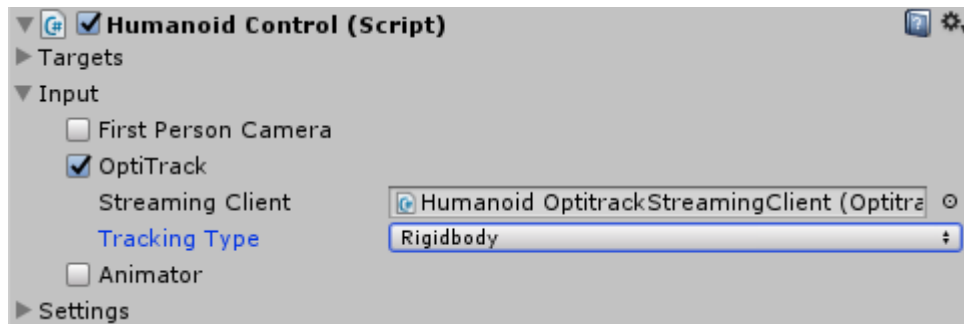 Humanoid Control (Script)
Targets
Input
First Person Camera
OptiTrack
Streaming Client Humanoid OptitrackStreamingClient (Optitra
Tracking Type Rigidbody
Animator
Settings